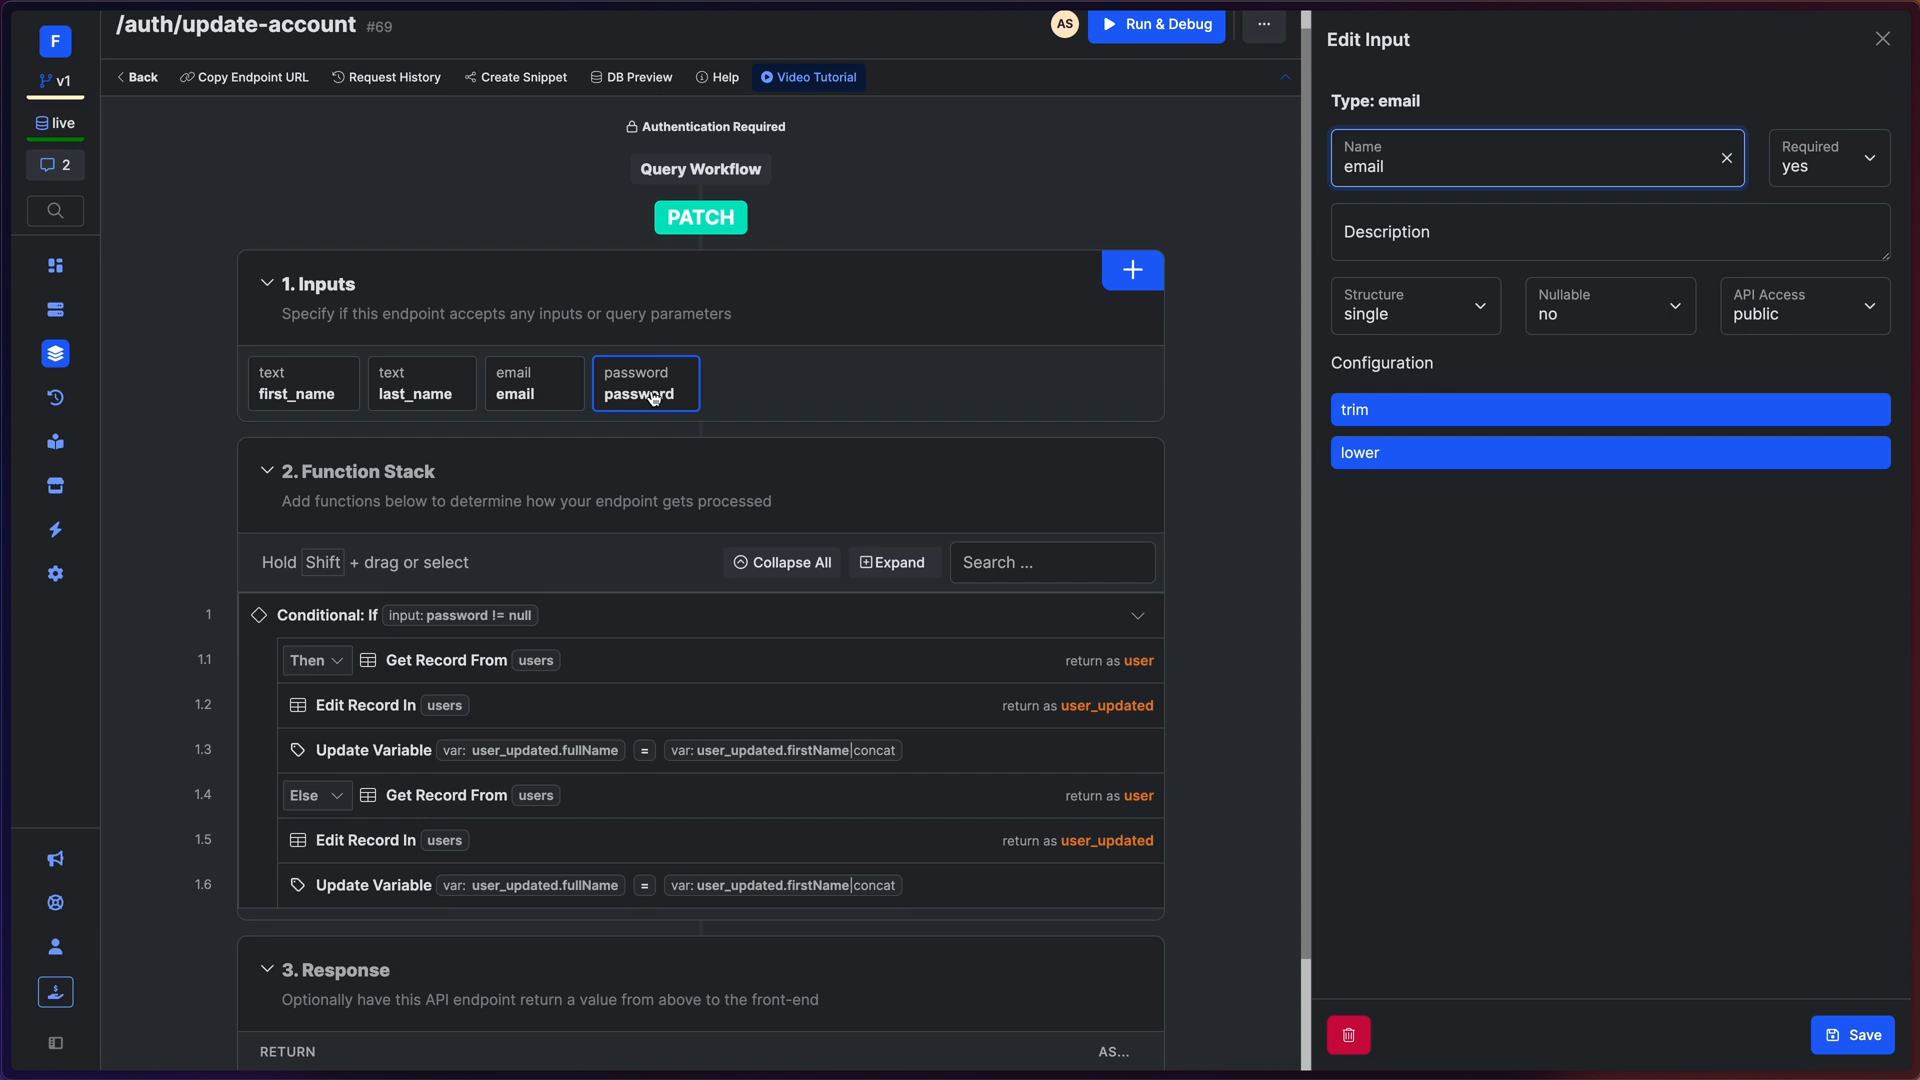 F
/auth/update-account #69
AS
Run & Debug
...
v1
Back
Copy Endpoint URL
Request History
Create Snippet
DB Preview
Help
Video Tutorial
live
2
Authentication Required
Query Workflow
PATCH
1. Inputs
Specify if this endpoint accepts any inputs or query parameters
text
first_name
text
last_name
email
email
password
password
2. Function Stack
Add functions below to determine how your endpoint gets processed
Hold Shift + drag or select
Collapse All
Expand
Search ...
1 Conditional: If input: password != null
1.1 Then Get Record From users return as user
1.2 Edit Record In users return as user_updated
1.3 Update Variable var: user_updated.fullName = var: user_updated.firstName|concat
1.4 Else Get Record From users return as user
1.5 Edit Record In users return as user_updated
1.6 Update Variable var: user_updated.fullName = var: user_updated.firstName|concat
3. Response
Optionally have this API endpoint return a value from above to the front-end
RETURN AS...
Edit Input
Type: email
Name
email
Required
yes
Description
Structure
single
Nullable
no
API Access
public
Configuration
trim
lower
Save